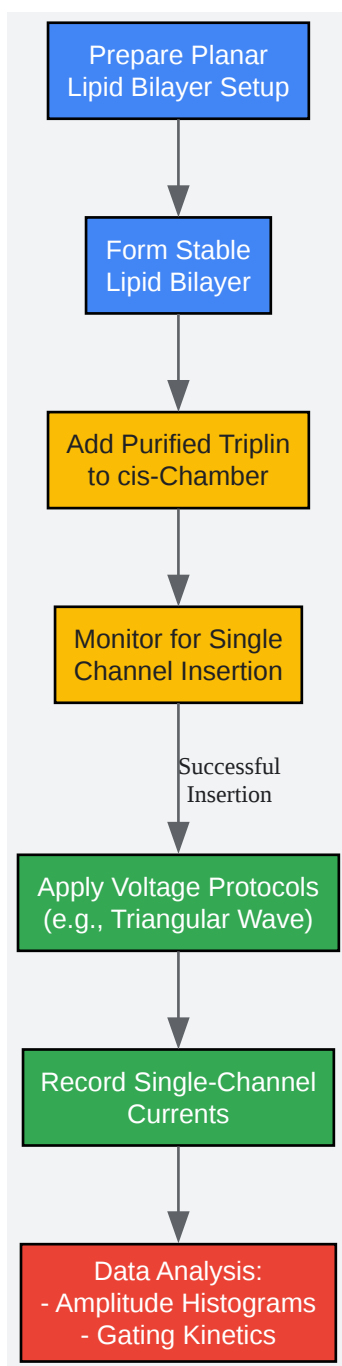 Prepare Planar
Lipid Bilayer Setup
Form Stable
Lipid Bilayer
Add Purified Triplin
to cis-Chamber
Monitor for Single
Channel Insertion
Successful
Insertion
Apply Voltage Protocols
(e.g., Triangular Wave)
Record Single-Channel
Currents
Data Analysis:
- Amplitude Histograms
- Gating Kinetics